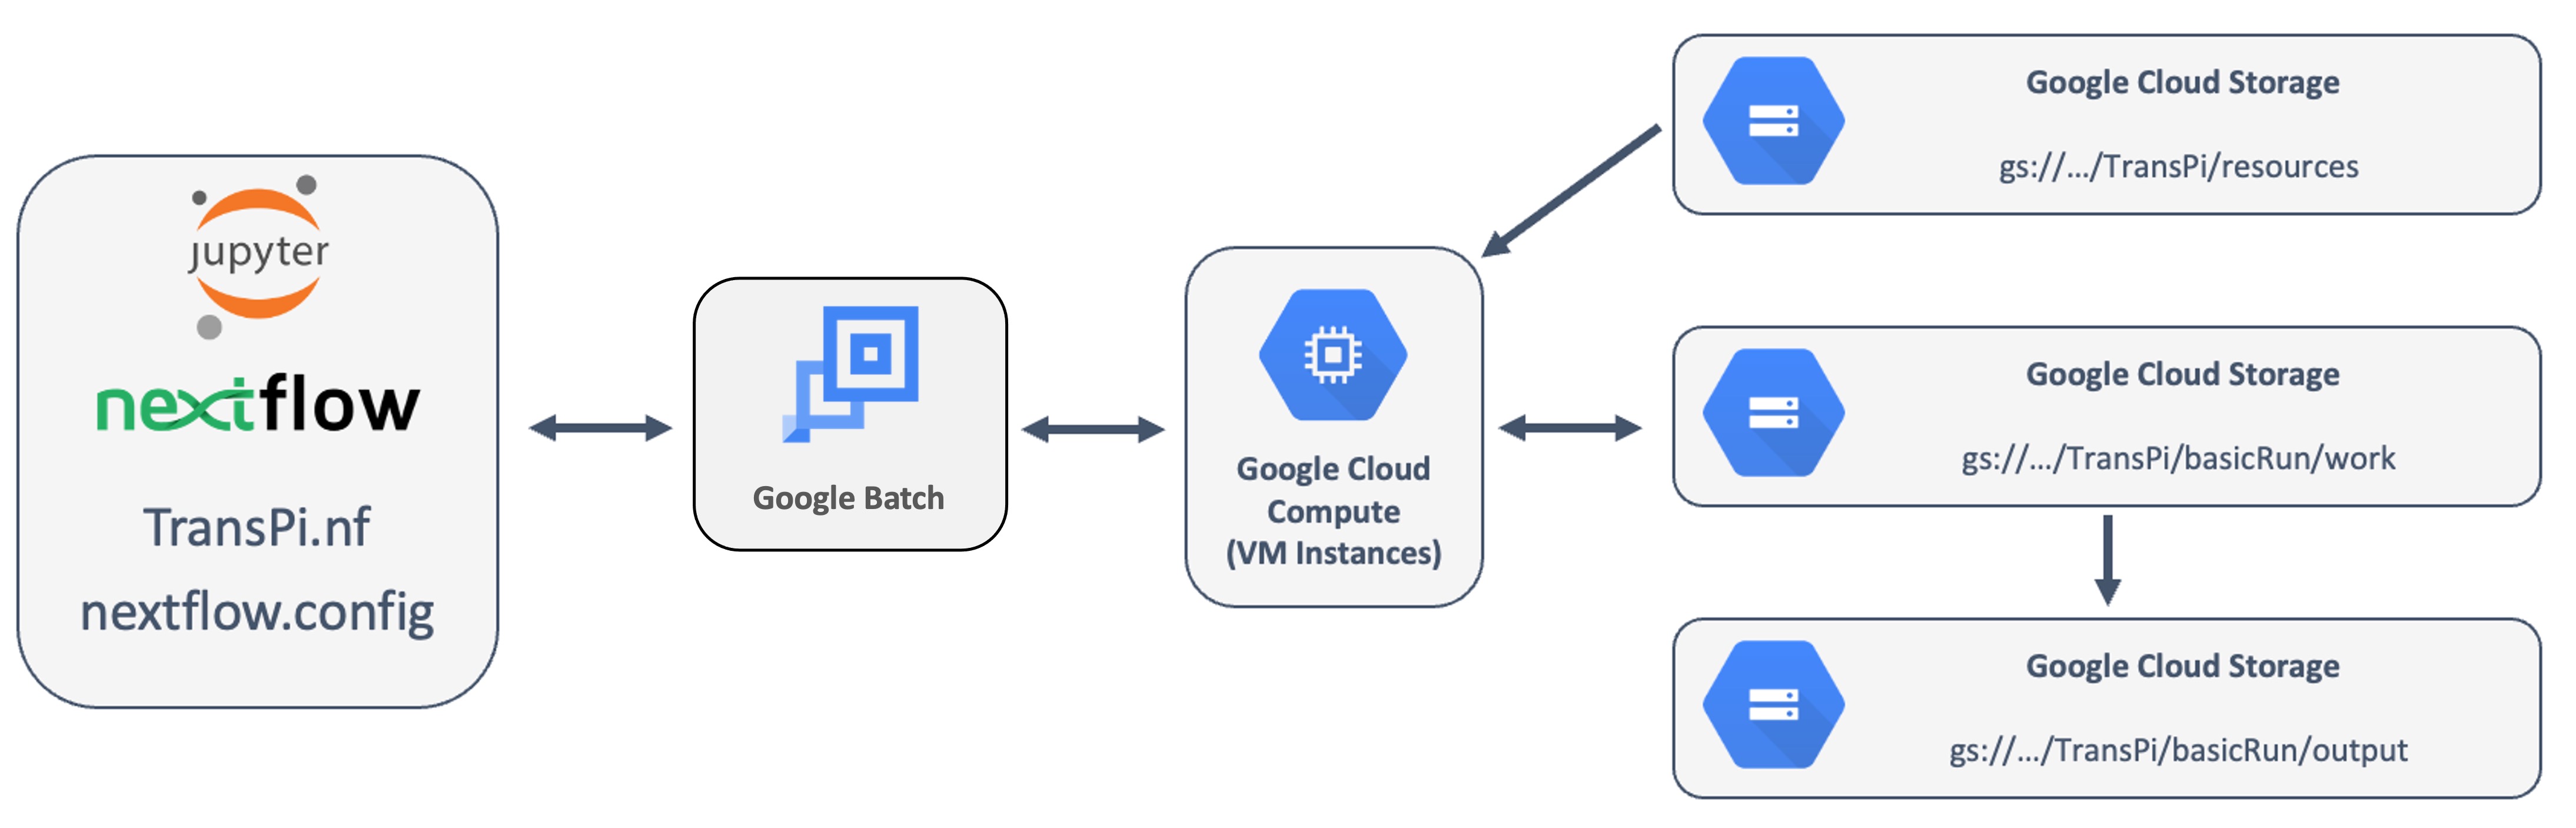 jupyter
nextflow
TransPi.nf
nextflow.config
Google Batch
Google Cloud
Compute
(VM Instances)
Google Cloud Storage
gs://.../TransPi/resources
Google Cloud Storage
gs://.../TransPi/basicRun/work
Google Cloud Storage
gs://.../TransPi/basicRun/output